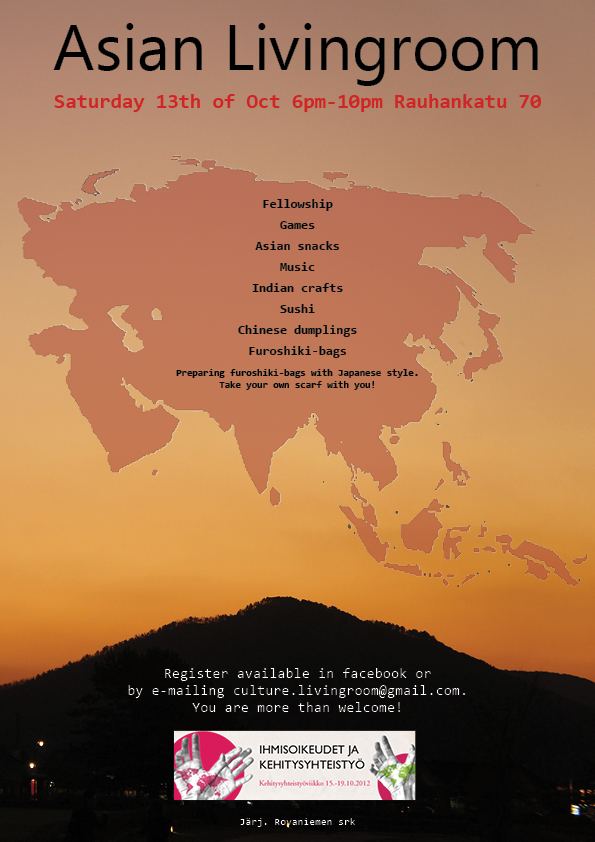 Asian Livingroom
Saturday 13th of Oct 6pm-10pm Rauhankatu 70
Fellowship
Games
Asian snacks
Music
Indian crafts
Sushi
Chinese dumplings
Furoshiki-bags
Preparing furoshiki-bags with Japanese style.
Take your own scarf with you!
Register available in facebook or
by e-mailing culture.livingroom@gmail.com.
You are more than welcome!
IHMISOIKEUDET JA
KEHITYSYHTEISTYÖ
Kehitysyhteistyöviikko 15.-19.10.2012
Järj. Rovaniemen srk